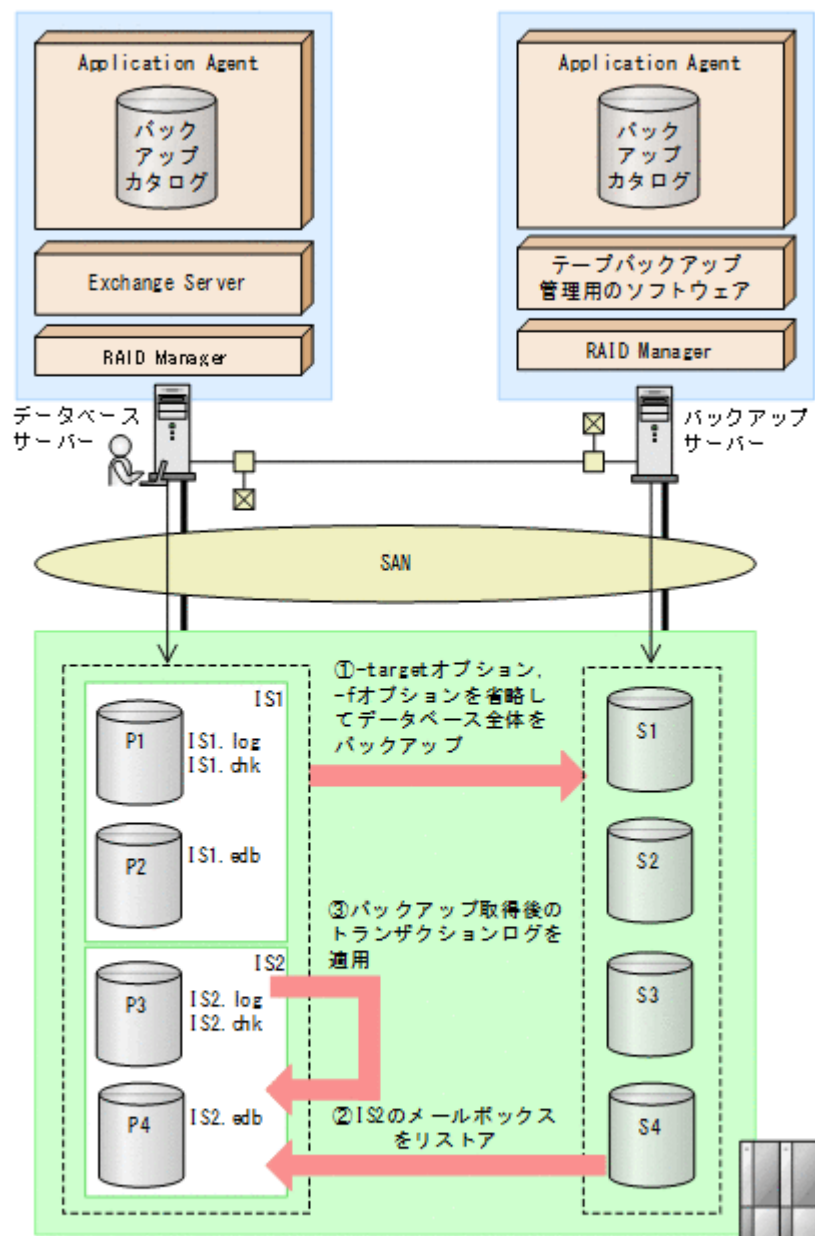 Application Agent
バック
アップ
カタログ
Exchange Server
RAID Manager
Application Agent
バック
アップ
カタログ
テープバックアップ
管理用のソフトウェア
RAID Manager
データベース
サーバー
バックアップ
サーバー
SAN
①-targetオプション,
-fオプションを省略し
てデータベース全体を
バックアップ
IS1
P1
IS1.log
IS1.chk
P2
IS1.edb
S1
S2
③バックアップ取得後の
トランザクションログを
適用
IS2
P3
IS2.log
IS2.chk
P4
IS2.edb
②IS2のメールボックス
をリストア
S3
S4